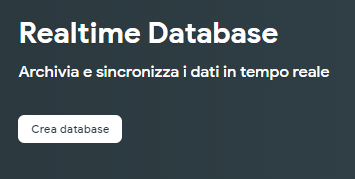 Realtime Database
Archivia e sincronizza i dati in tempo reale
Crea database